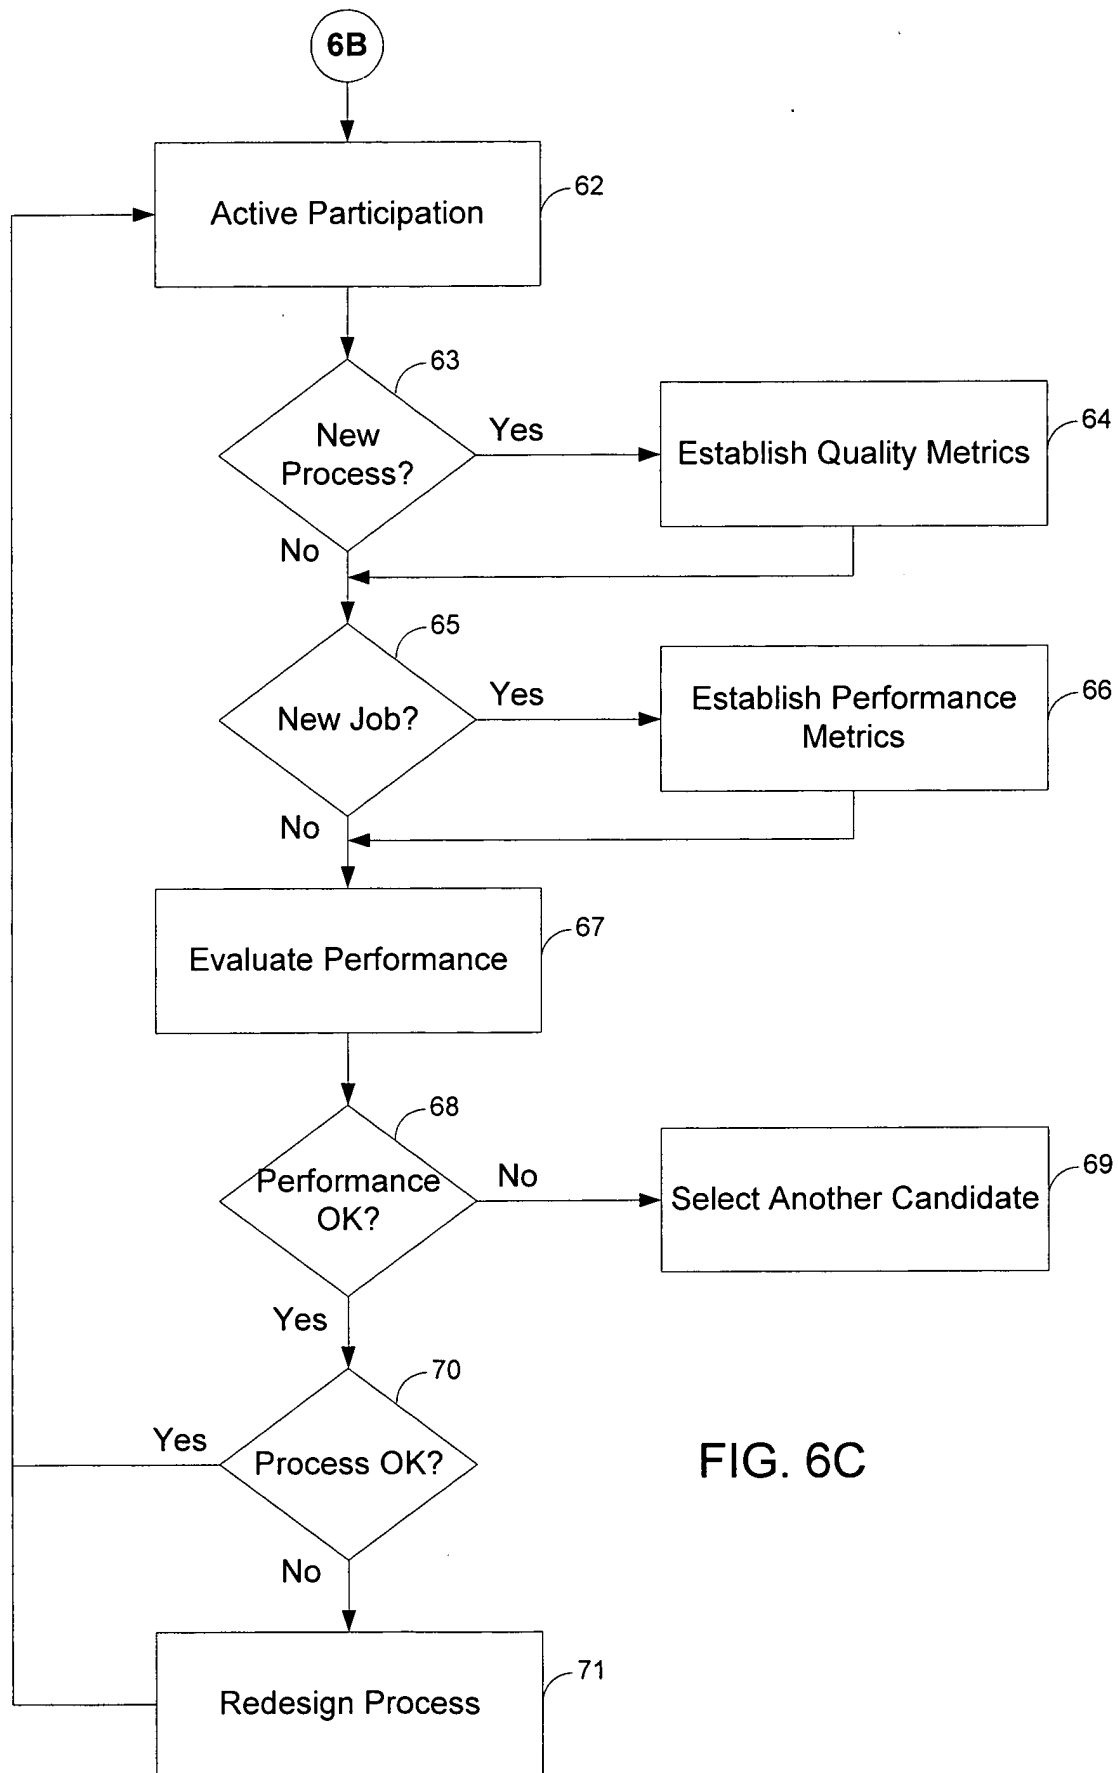 6B
Active Participation
62
63
New
Process?
Yes
Establish Quality Metrics
64
No
65
New Job?
Yes
Establish Performance
Metrics
66
No
Evaluate Performance
67
68
Performance
OK?
No
Select Another Candidate
69
Yes
70
Process OK?
Yes
FIG. 6C
No
Redesign Process
71